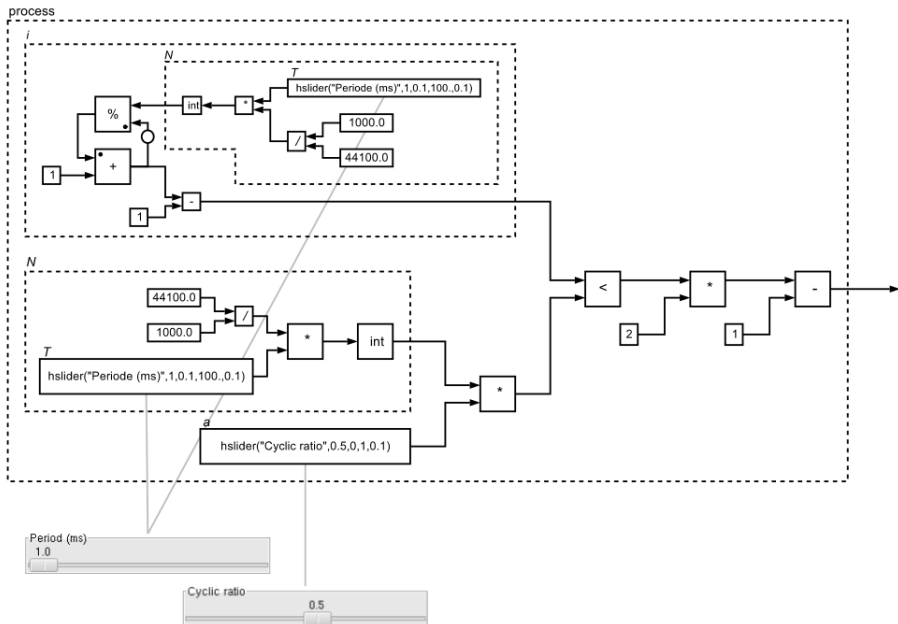 process
i
N
T
hslider("Periode (ms)",1,0.1,100.,0.1)
%
int
*
1000.0
/
44100.0
1
+
1
-
N
44100.0
/
1000.0
*
int
T
hslider("Periode (ms)",1,0.1,100.,0.1)
<
*
-
2
1
*
a
hslider("Cyclic ratio",0.5,0,1,0.1)
Period (ms)
1.0
Cyclic ratio
0.5